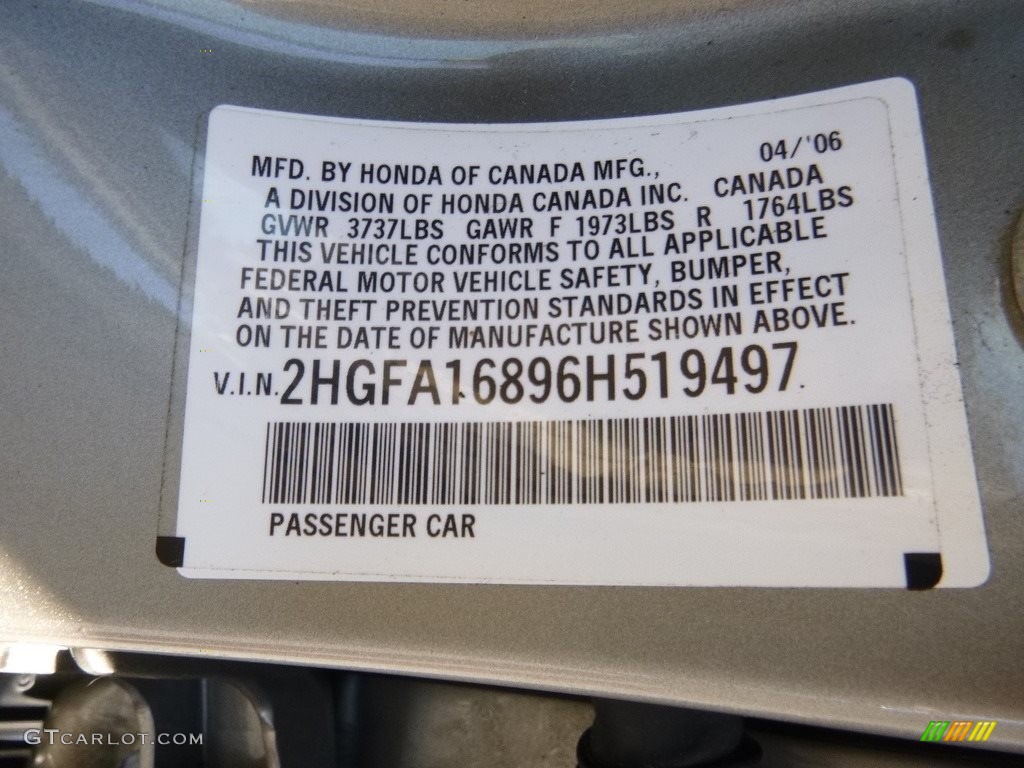 04/'06
MFD. BY HONDA OF CANADA MFG.,
A DIVISION OF HONDA CANADA INC. CANADA
GVWR 3737LBS GAWR F 1973LBS R 1764LBS
THIS VEHICLE CONFORMS TO ALL APPLICABLE
FEDERAL MOTOR VEHICLE SAFETY, BUMPER,
AND THEFT PREVENTION STANDARDS IN EFFECT
ON THE DATE OF MANUFACTURE SHOWN ABOVE.
V.I.N. 2HGFA16896H519497
PASSENGER CAR
GTCARLOT.COM